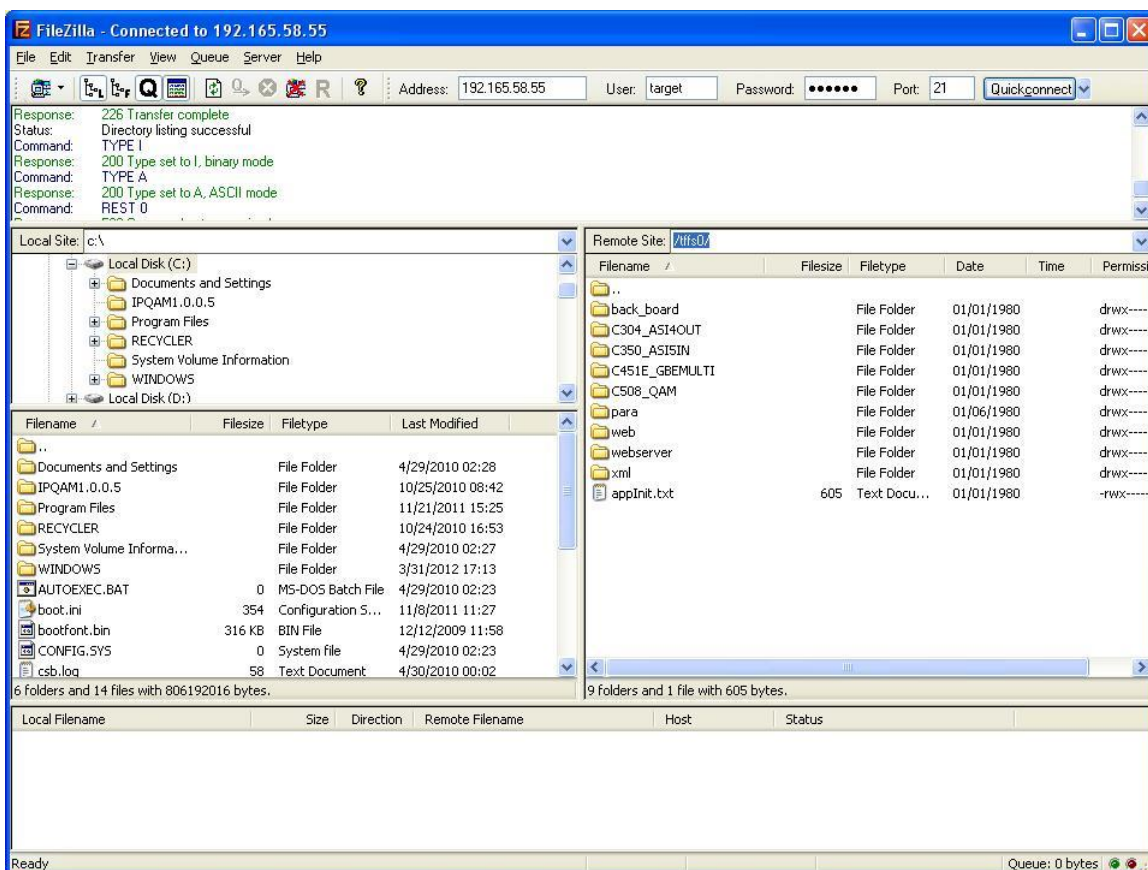 FileZilla - Connected to 192.165.58.55
File Edit Transfer View Queue Server Help
Address: 192.165.58.55 User: target Password: •••••• Port: 21 Quickconnect
Response: 226 Transfer complete
Status: Directory listing successful
Command: TYPE I
Response: 200 Type set to I, binary mode
Command: TYPE A
Response: 200 Type set to A, ASCII mode
Command: REST 0
Local Site: c:\
Local Disk (C:)
Documents and Settings
IPQAM1.0.0.5
Program Files
RECYCLER
System Volume Information
WINDOWS
Local Disk (D:)
Filename / Filesize Filetype Last Modified
..
Documents and Settings File Folder 4/29/2010 02:28
IPQAM1.0.0.5 File Folder 10/25/2010 08:42
Program Files File Folder 11/21/2011 15:25
RECYCLER File Folder 10/24/2010 16:53
System Volume Informa... File Folder 4/29/2010 02:27
WINDOWS File Folder 3/31/2012 17:13
AUTOEXEC.BAT 0 MS-DOS Batch File 4/29/2010 02:23
boot.ini 354 Configuration S... 11/8/2011 11:27
bootfont.bin 316 KB BIN File 12/12/2009 11:58
CONFIG.SYS 0 System file 4/29/2010 02:23
csb.log 58 Text Document 4/30/2010 00:02
6 folders and 14 files with 806192016 bytes.
Remote Site: /tffs0/
Filename / Filesize Filetype Date Time Permissi
..
back_board File Folder 01/01/1980 drwx----
C304_ASI4OUT File Folder 01/01/1980 drwx----
C350_ASI5IN File Folder 01/01/1980 drwx----
C451E_GBEMULTI File Folder 01/01/1980 drwx----
C508_QAM File Folder 01/01/1980 drwx----
para File Folder 01/06/1980 drwx----
web File Folder 01/01/1980 drwx----
webserver File Folder 01/01/1980 drwx----
xml File Folder 01/01/1980 drwx----
appInit.txt 605 Text Docu... 01/01/1980 -rwx-----
9 folders and 1 file with 605 bytes.
Local Filename Size Direction Remote Filename Host Status
Ready Queue: 0 bytes